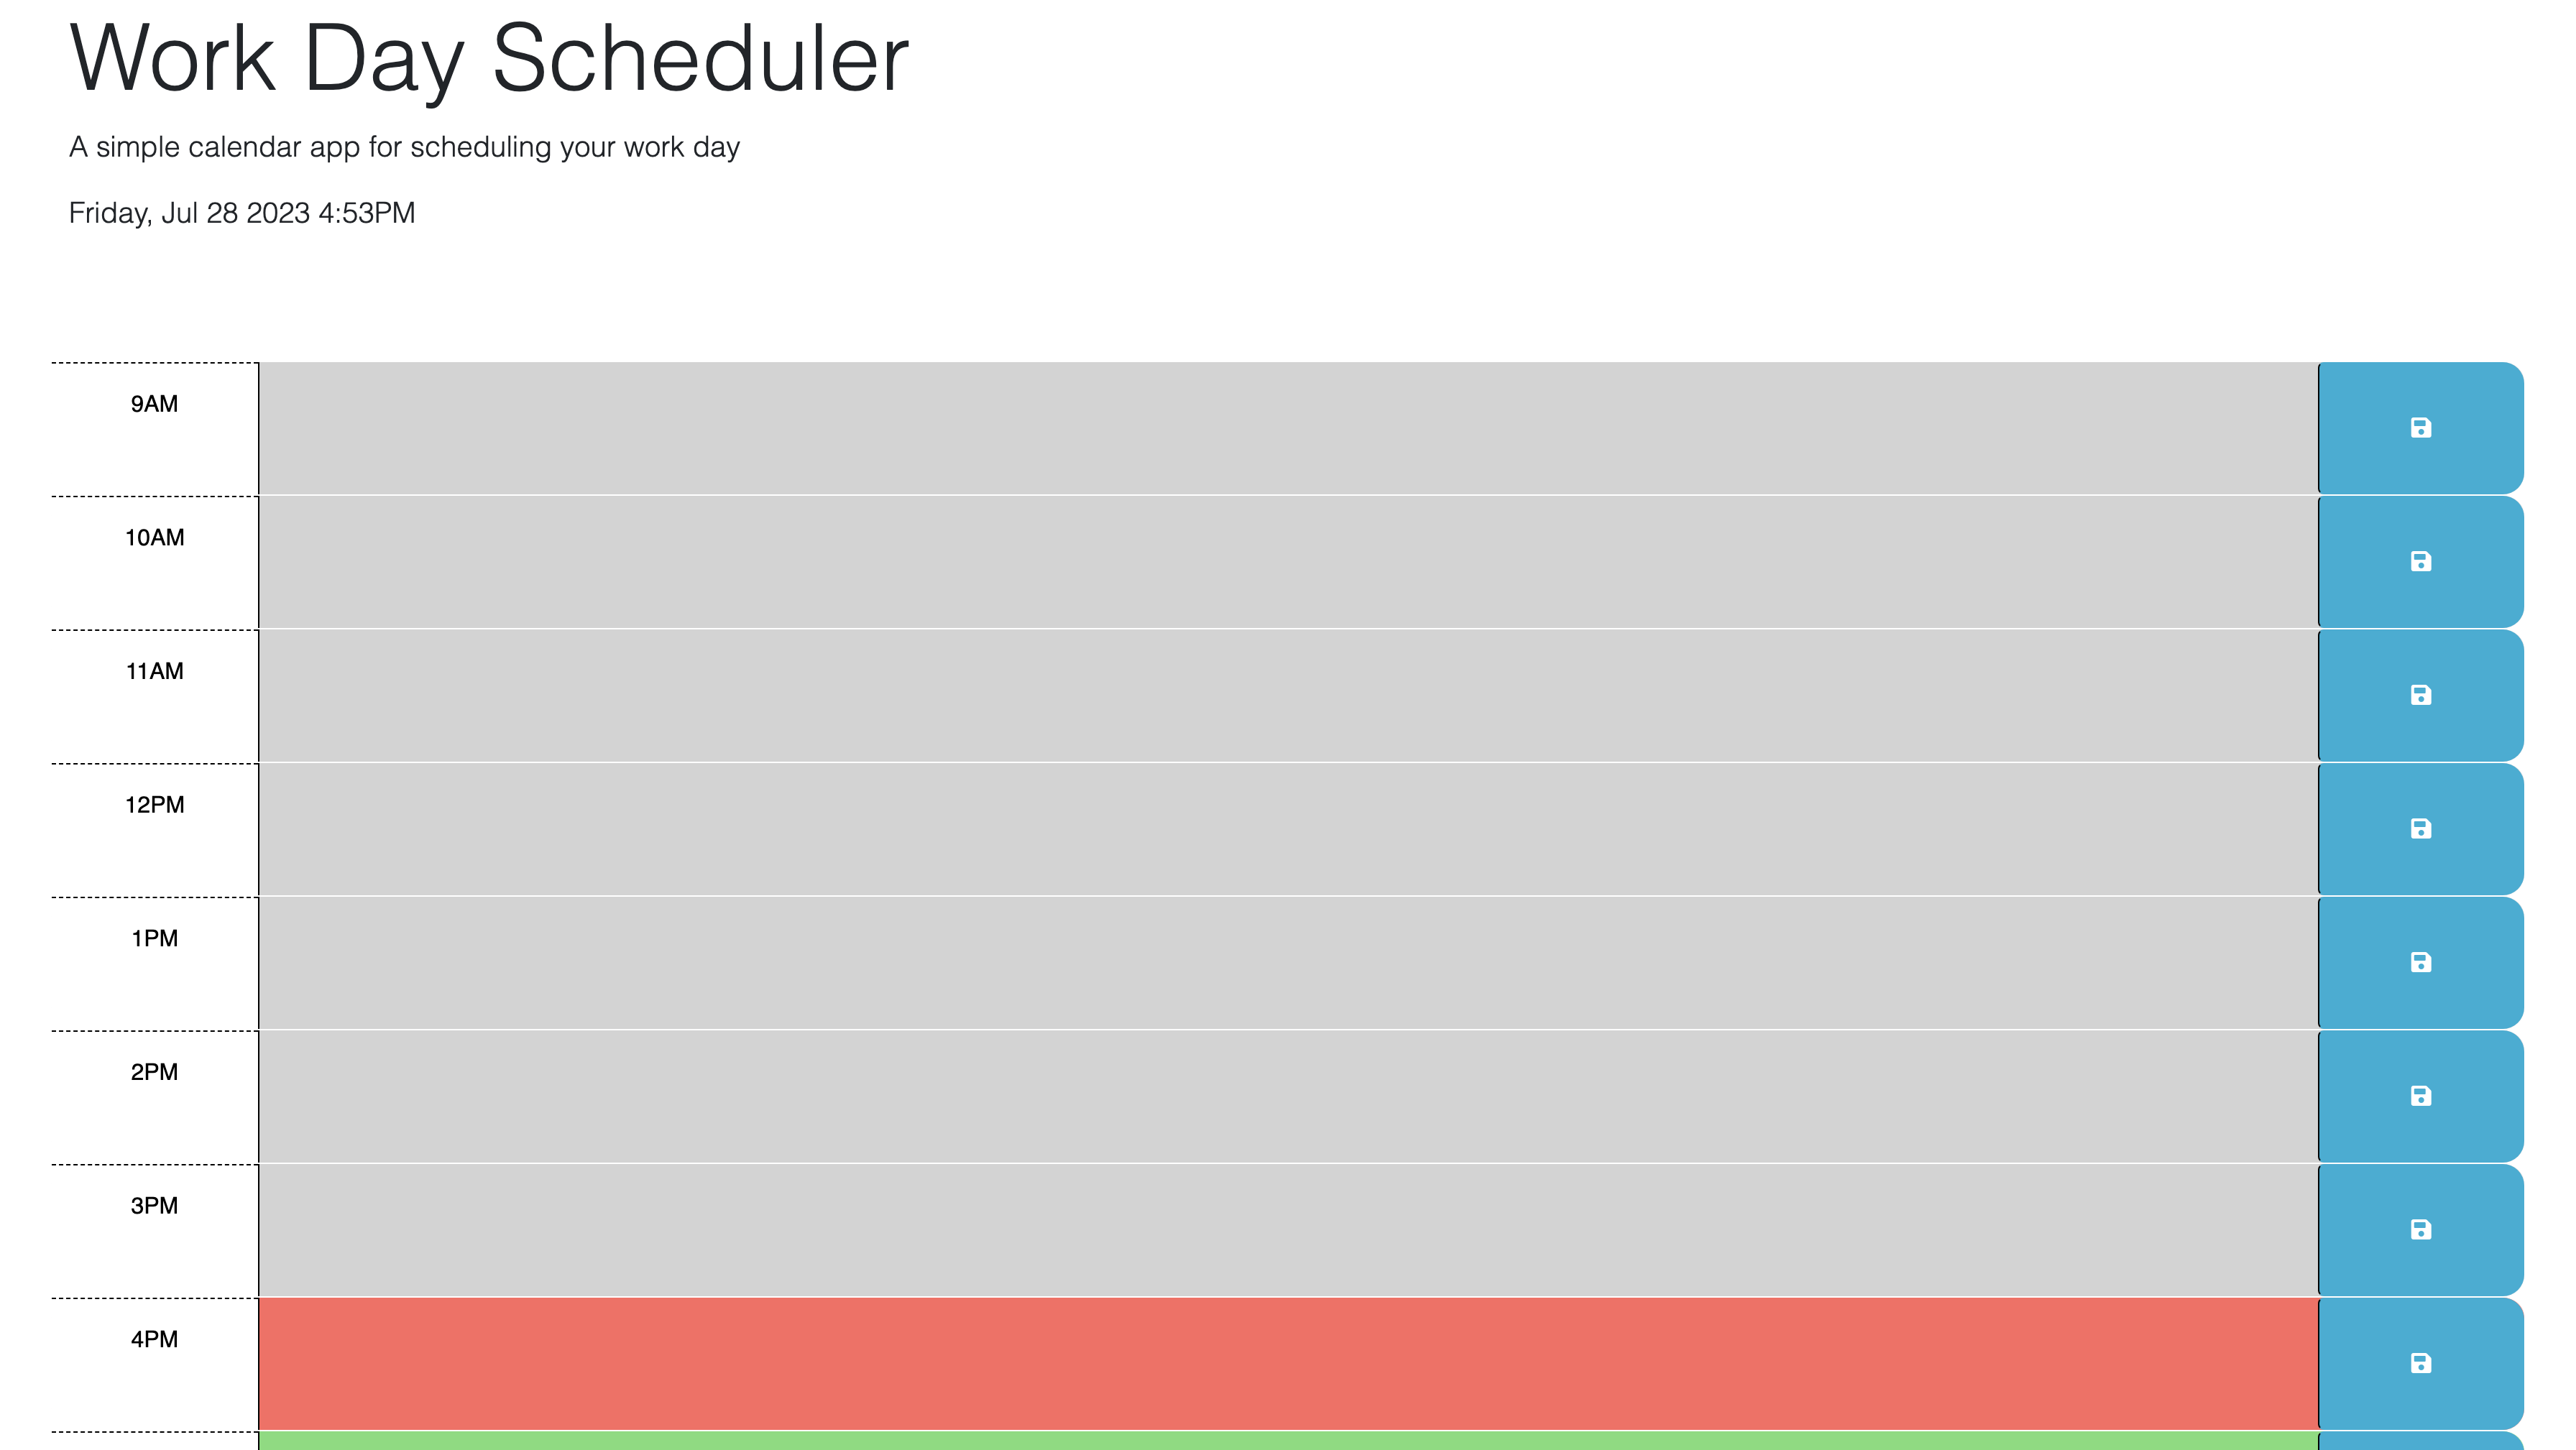 Work Day Scheduler
A simple calendar app for scheduling your work day
Friday, Jul 28 2023 4:53PM
9AM
10AM
11AM
12PM
1PM
2PM
3PM
4PM